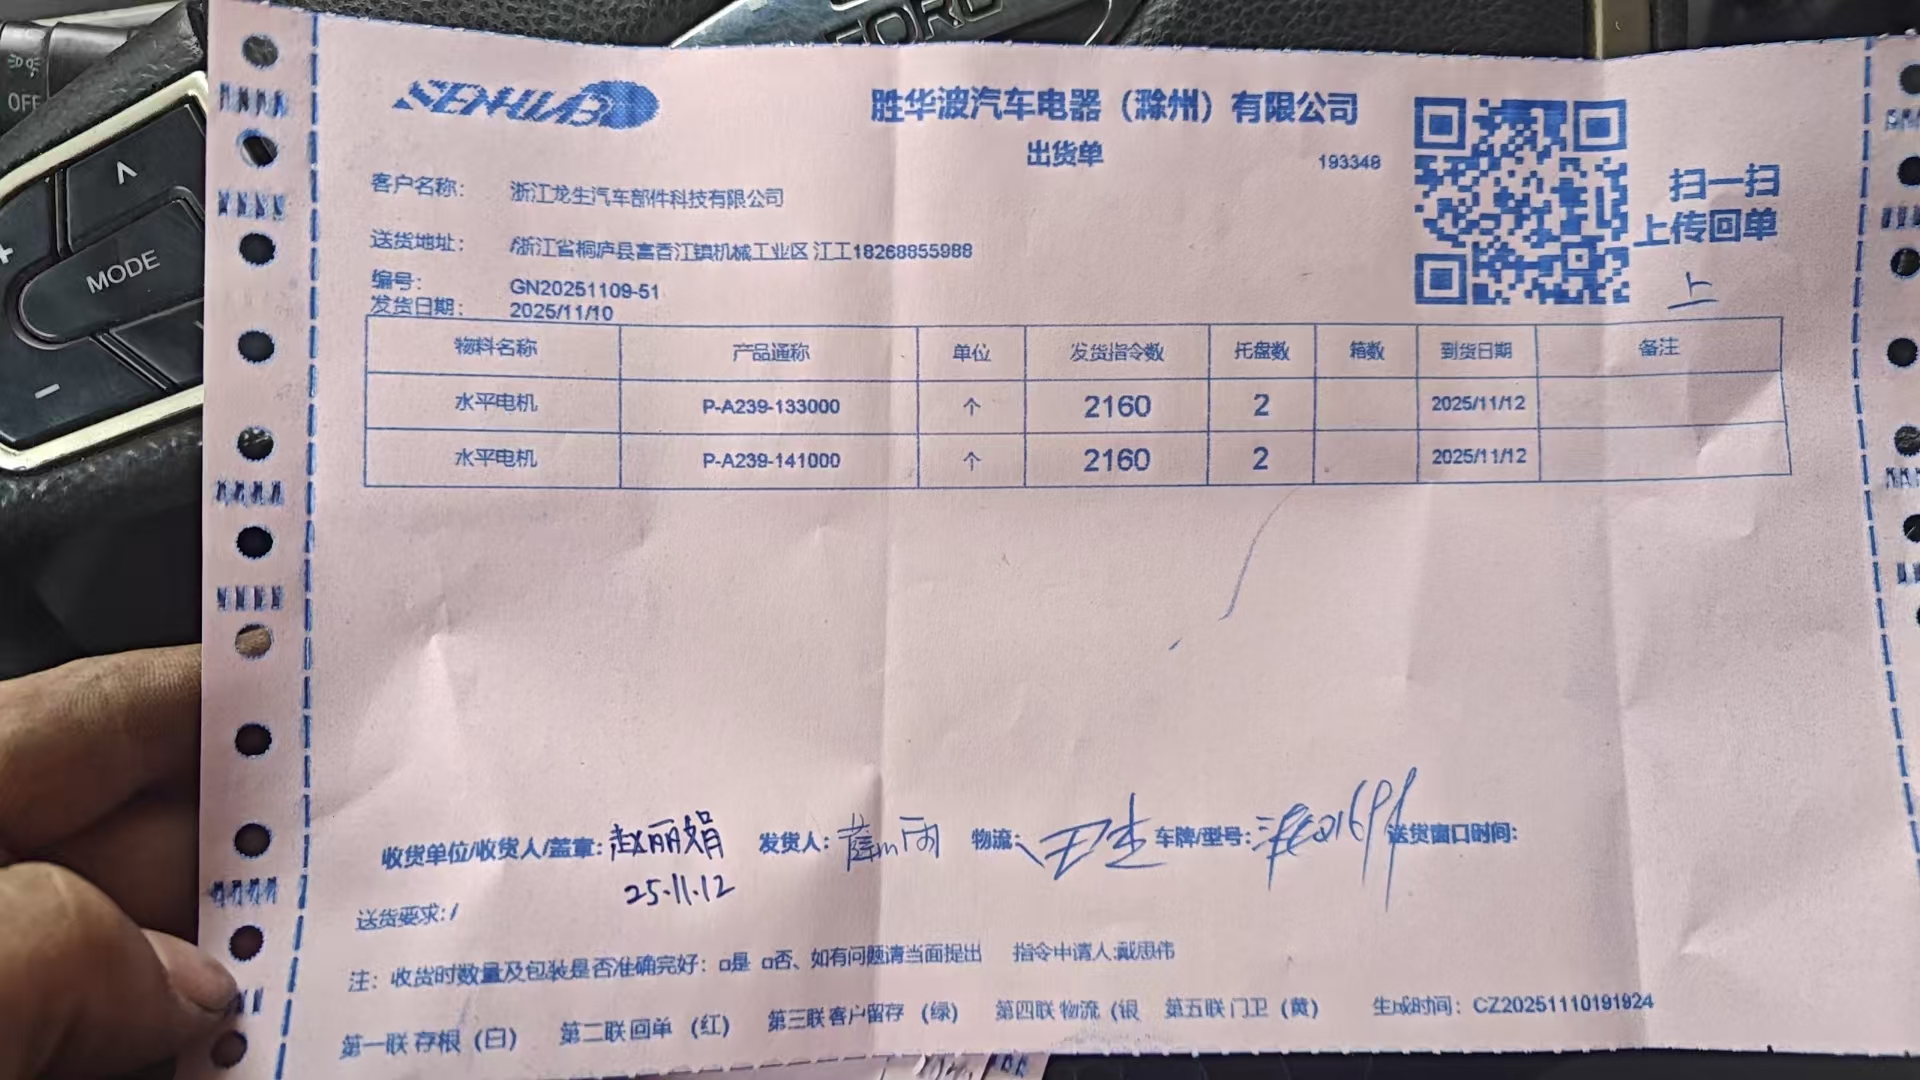 FORD
OFF
MODE
SENHUABO
胜华波汽车电器（滁州）有限公司
出货单
193348
扫一扫
上传回单
上
客户名称： 浙江龙生汽车部件科技有限公司
送货地址： /浙江省桐庐县富春江镇机械工业区 江工18268855988
编号： GN20251109-51
发货日期： 2025/11/10
物料名称 产品通称 单位 发货指令数 托盘数 箱数 到货日期 备注
水平电机 P-A239-133000 个 2160 2 2025/11/12
水平电机 P-A239-141000 个 2160 2 2025/11/12
收货单位/收货人/盖章：赵丽娟 发货人： 物流： 车牌/型号： 送货窗口时间：
25.11.12
送货要求：/
注： 收货时数量及包装是否准确完好：□是 □否、如有问题请当面提出 指令申请人:戴思伟
第一联 存根（白） 第二联 回单 （红） 第三联 客户留存 （绿） 第四联 物流（银 第五联 门卫（黄） 生成时间： CZ20251110191924